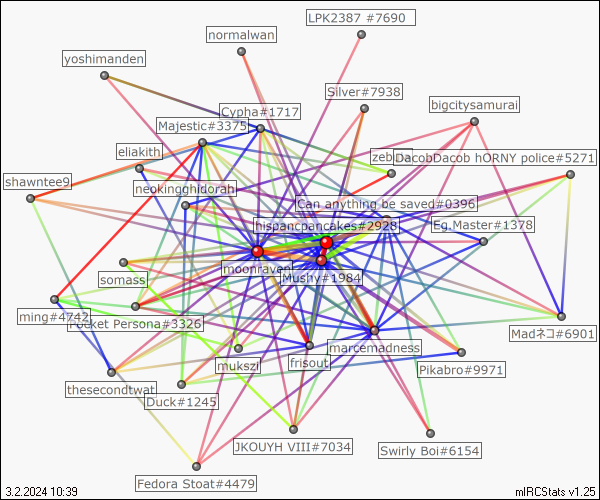 LPK2387 #7690
normalwan
yoshimanden
Silver#7938
bigcitysamurai
Cypha#1717
Majestic#3375
eliakith
DacobDacob hORNY police#5271
shawntee9
neokingghidorah
!Can anything be saved#0396
hispancpancakes#2928
Eg.Master#1378
moonraven
Mushy#1984
somass
ming#4742
Pocket Persona#3326
Madネコ#6901
marcemadness
frisout
mukszi
Pikabro#9971
thesecondtwat
Duck#1245
JKOUYH VIII#7034
Swirly Boi#6154
Fedora Stoat#4479
3.2.2024 10:39
mIRCStats v1.25